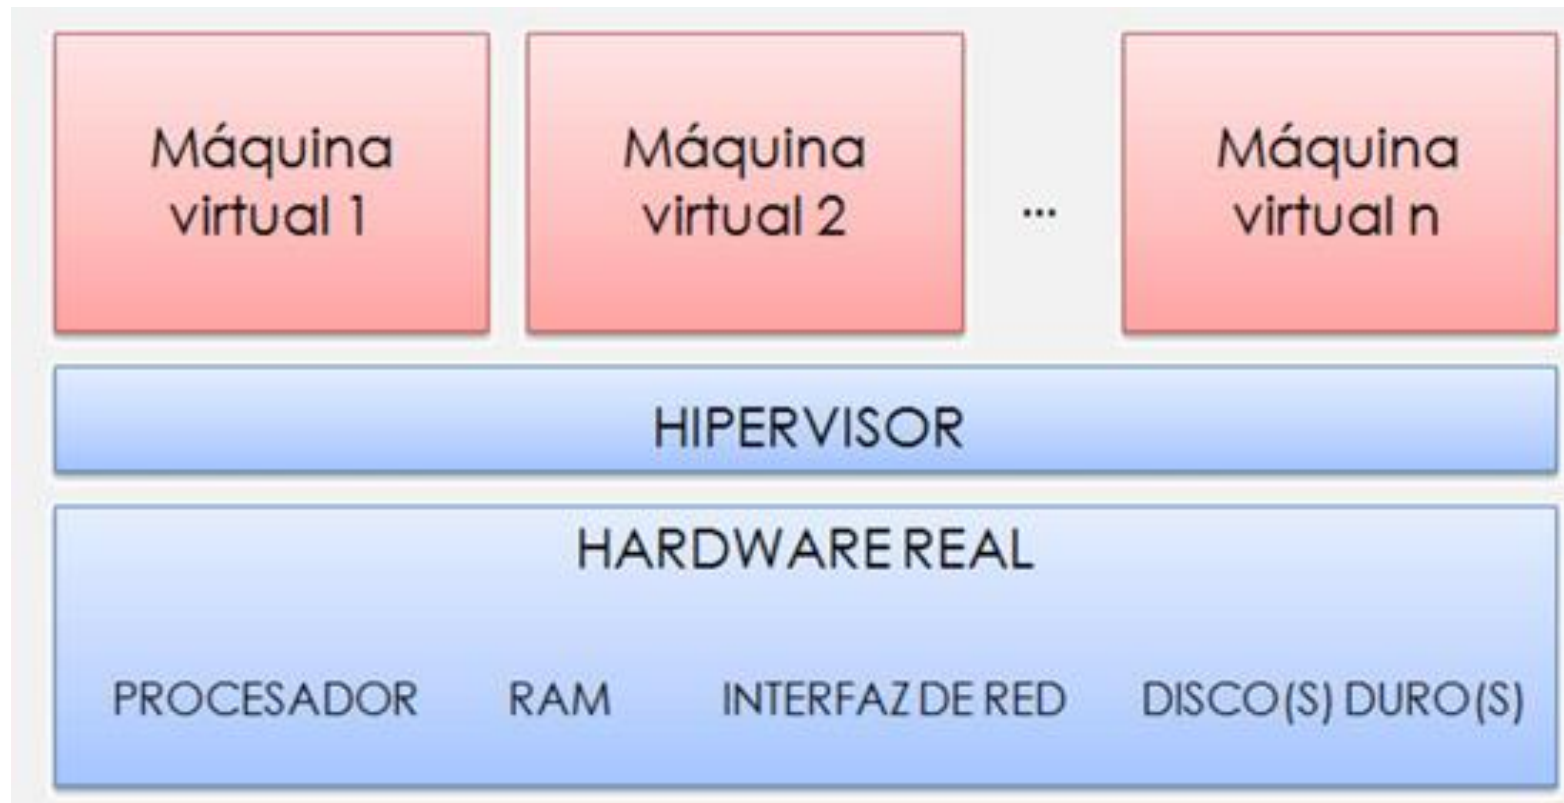 Máquina
virtual 1
Máquina
virtual 2
...
Máquina
virtual n
HIPERVISOR
HARDWARE REAL
PROCESADOR RAM INTERFAZ DE RED DISCO(S) DURO(S)